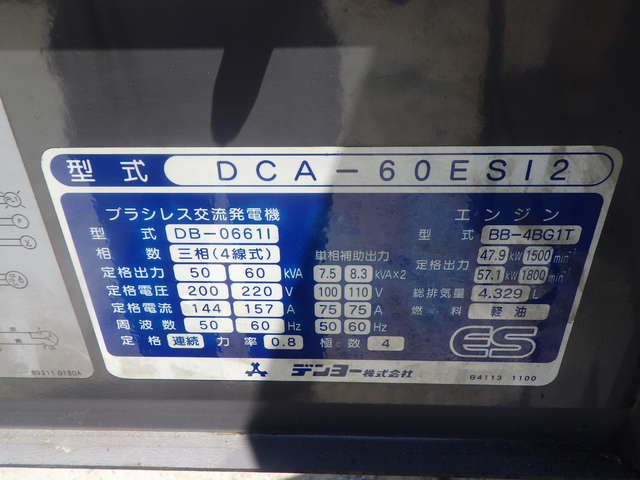 型式 DCA-60ESI2
ブラシレス交流発電機 エンジン
型式 DB-0661I 型式 BB-4BG1T
相数 三相(4線式) 単相補助出力 定格出力 47.9 kW 1500 min⁻¹
定格出力 50 60 kVA 7.5 8.3 kVA×2 57.1 kW 1800 min⁻¹
定格電圧 200 220 V 100 110 V 総排気量 4.329 L
定格電流 144 157 A 75 75 A 燃料 軽油
周波数 50 60 Hz 50 60 Hz
定格 連続 力率 0.8 極数 4 ES
デンヨー株式会社 B4113 1100